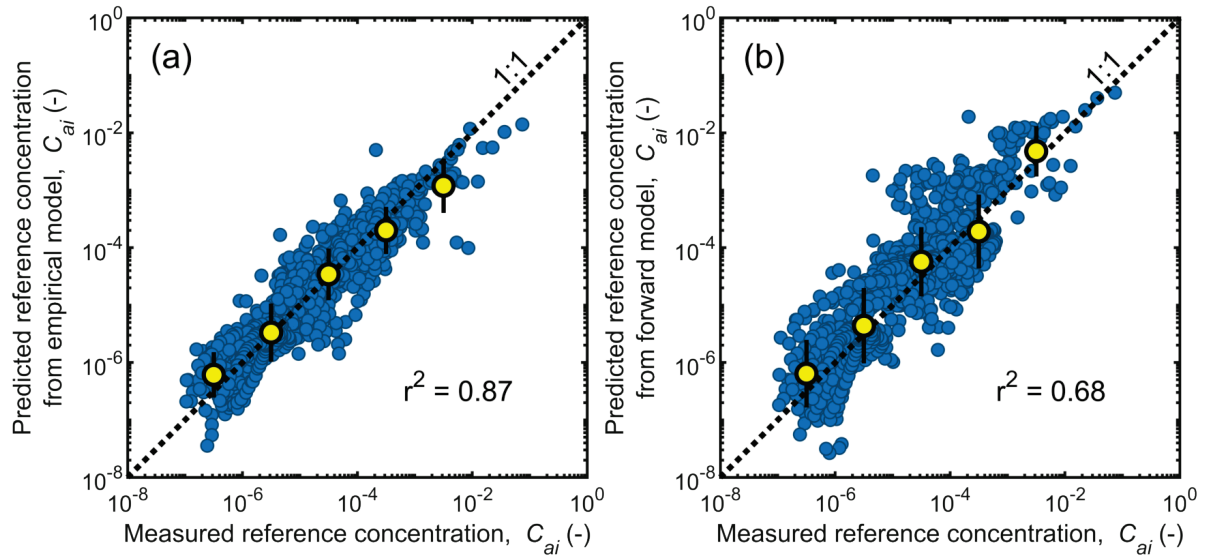 Predicted reference concentration
from empirical model, C_ai (-)
10^0
10^-2
10^-4
10^-6
10^-8
(a)
1:1
r^2 = 0.87
10^-8
10^-6
10^-4
10^-2
10^0
Measured reference concentration, C_ai (-)
Predicted reference concentration
from forward model, C_ai (-)
10^0
10^-2
10^-4
10^-6
10^-8
(b)
1:1
r^2 = 0.68
10^-8
10^-6
10^-4
10^-2
10^0
Measured reference concentration, C_ai (-)